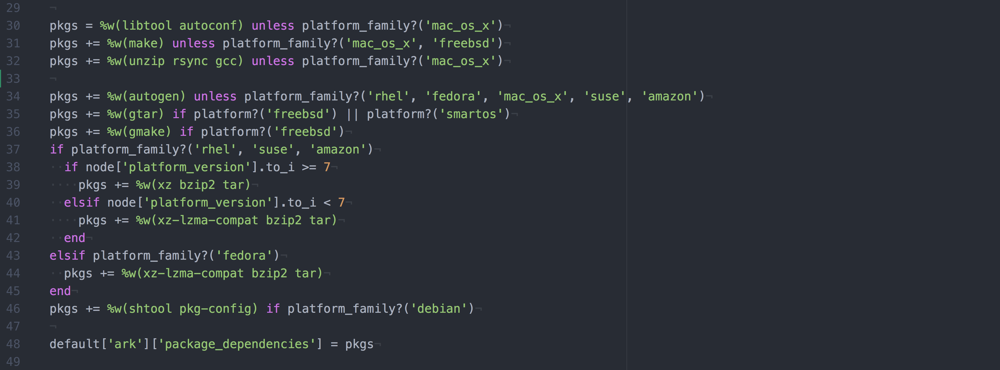 29 ¬
30 pkgs = %w(libtool autoconf) unless platform_family?('mac_os_x')¬
31 pkgs += %w(make) unless platform_family?('mac_os_x', 'freebsd')¬
32 pkgs += %w(unzip rsync gcc) unless platform_family?('mac_os_x')¬
33 ¬
34 pkgs += %w(autogen) unless platform_family?('rhel', 'fedora', 'mac_os_x', 'suse', 'amazon')¬
35 pkgs += %w(gtar) if platform?('freebsd') || platform?('smartos')¬
36 pkgs += %w(gmake) if platform?('freebsd')¬
37 if platform_family?('rhel', 'suse', 'amazon')¬
38 ··if node['platform_version'].to_i >= 7¬
39 ····pkgs += %w(xz bzip2 tar)¬
40 ··elsif node['platform_version'].to_i < 7¬
41 ····pkgs += %w(xz-lzma-compat bzip2 tar)¬
42 ··end¬
43 elsif platform_family?('fedora')¬
44 ··pkgs += %w(xz-lzma-compat bzip2 tar)¬
45 end¬
46 pkgs += %w(shtool pkg-config) if platform_family?('debian')¬
47 ¬
48 default['ark']['package_dependencies'] = pkgs¬
49